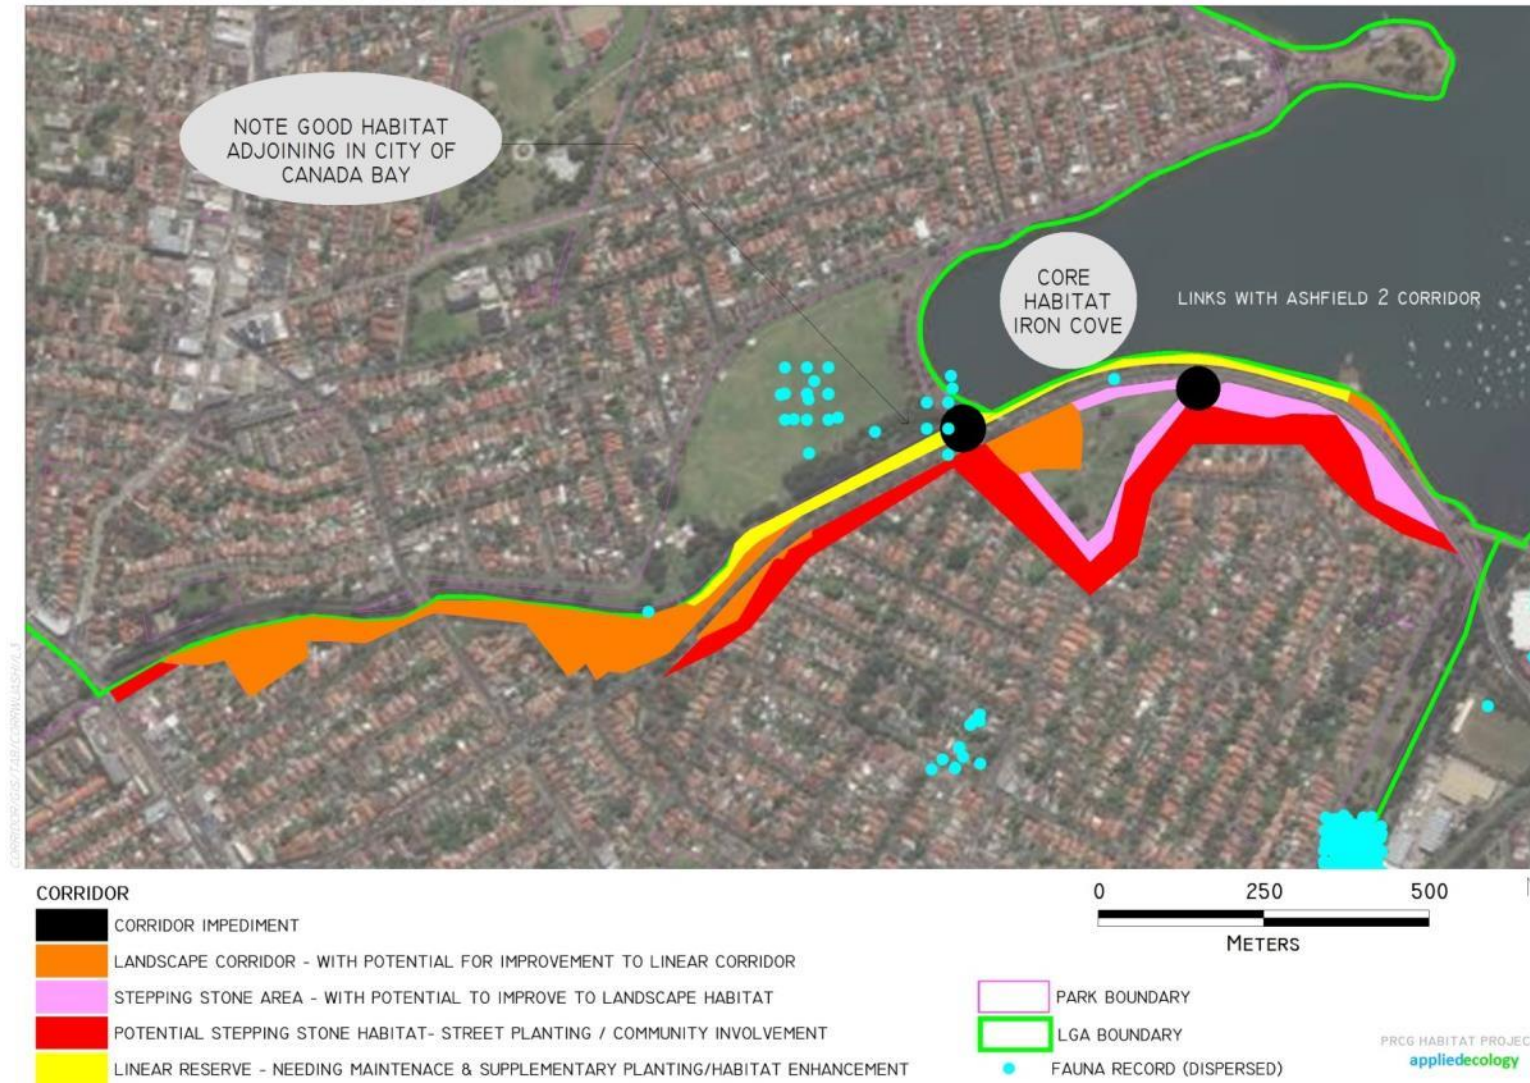 NOTE GOOD HABITAT
ADJOINING IN CITY OF
CANADA BAY
CORE
HABITAT
IRON COVE
LINKS WITH ASHFIELD 2 CORRIDOR
CORRIDOR
CORRIDOR IMPEDIMENT
LANDSCAPE CORRIDOR - WITH POTENTIAL FOR IMPROVEMENT TO LINEAR CORRIDOR
STEPPING STONE AREA - WITH POTENTIAL TO IMPROVE TO LANDSCAPE HABITAT
POTENTIAL STEPPING STONE HABITAT- STREET PLANTING / COMMUNITY INVOLVEMENT
LINEAR RESERVE - NEEDING MAINTENACE & SUPPLEMENTARY PLANTING/HABITAT ENHANCEMENT
0 250 500
METERS
PARK BOUNDARY
LGA BOUNDARY
FAUNA RECORD (DISPERSED)
PRCG HABITAT PROJEC
appliedecology